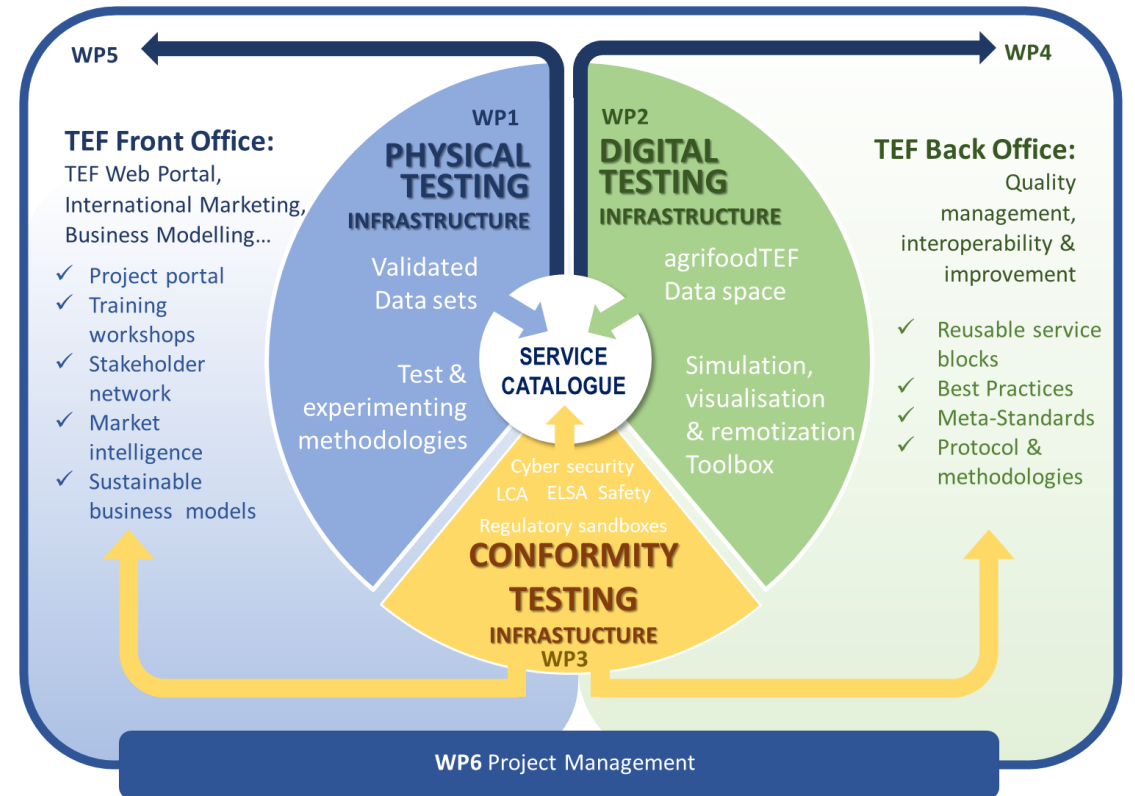 WP5
WP4
TEF Front Office:
TEF Web Portal,
International Marketing,
Business Modelling...
✓ Project portal
✓ Training
workshops
✓ Stakeholder
network
✓ Market
intelligence
✓ Sustainable
business models
WP1
PHYSICAL
TESTING
INFRASTRUCTURE
Validated
Data sets
Test &
experimenting
methodologies
WP2
DIGITAL
TESTING
INFRASTRUCTURE
agrifoodTEF
Data space
Simulation,
visualisation
& remotization
Toolbox
SERVICE
CATALOGUE
Cyber security
LCA ELSA Safety
Regulatory sandboxes
CONFORMITY
TESTING
INFRASTUCTURE
WP3
TEF Back Office:
Quality
management,
interoperability &
improvement
✓ Reusable service
blocks
✓ Best Practices
✓ Meta-Standards
✓ Protocol &
methodologies
WP6 Project Management